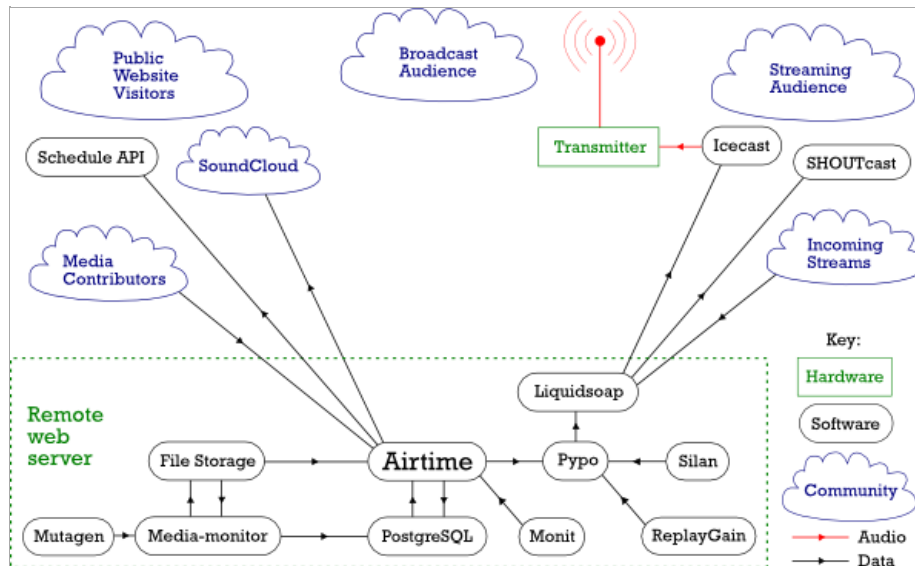 Public
Website
Visitors
Broadcast
Audience
Streaming
Audience
Schedule API
SoundCloud
Transmitter
Icecast
SHOUTcast
Media
Contributors
Incoming
Streams
Key:
Hardware
Software
Community
Audio
Data
Remote
web
server
Liquidsoap
File Storage
Airtime
Pypo
Silan
Mutagen
Media-monitor
PostgreSQL
Monit
ReplayGain